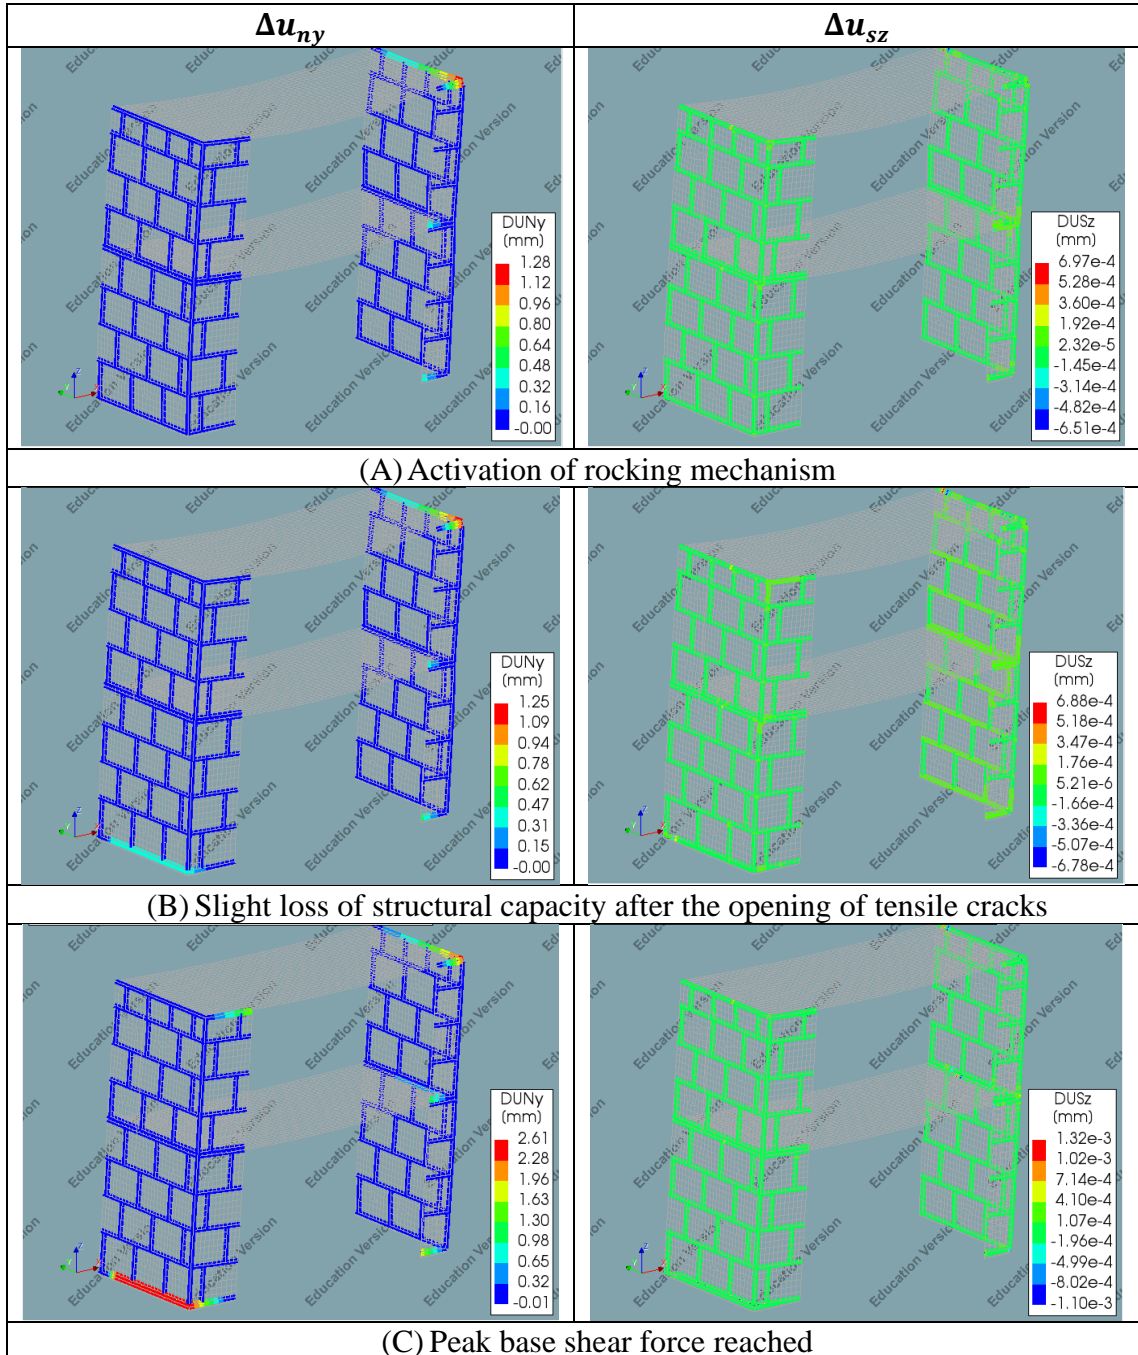 Δu_ny Δu_sz
Education Version
DUNy
(mm)
1.28
1.12
0.96
0.80
0.64
0.48
0.32
0.16
-0.00
DUSz
(mm)
6.97e-4
5.28e-4
3.60e-4
1.92e-4
2.32e-5
-1.45e-4
-3.14e-4
-4.82e-4
-6.51e-4
(A) Activation of rocking mechanism
Education Version
DUNy
(mm)
1.25
1.09
0.94
0.78
0.62
0.47
0.31
0.15
-0.00
DUSz
(mm)
6.88e-4
5.18e-4
3.47e-4
1.76e-4
5.21e-6
-1.66e-4
-3.36e-4
-5.07e-4
-6.78e-4
(B) Slight loss of structural capacity after the opening of tensile cracks
Education Version
DUNy
(mm)
2.61
2.28
1.96
1.63
1.30
0.98
0.65
0.32
-0.01
DUSz
(mm)
1.32e-3
1.02e-3
7.14e-4
4.10e-4
1.07e-4
-1.96e-4
-4.99e-4
-8.02e-4
-1.10e-3
(C) Peak base shear force reached